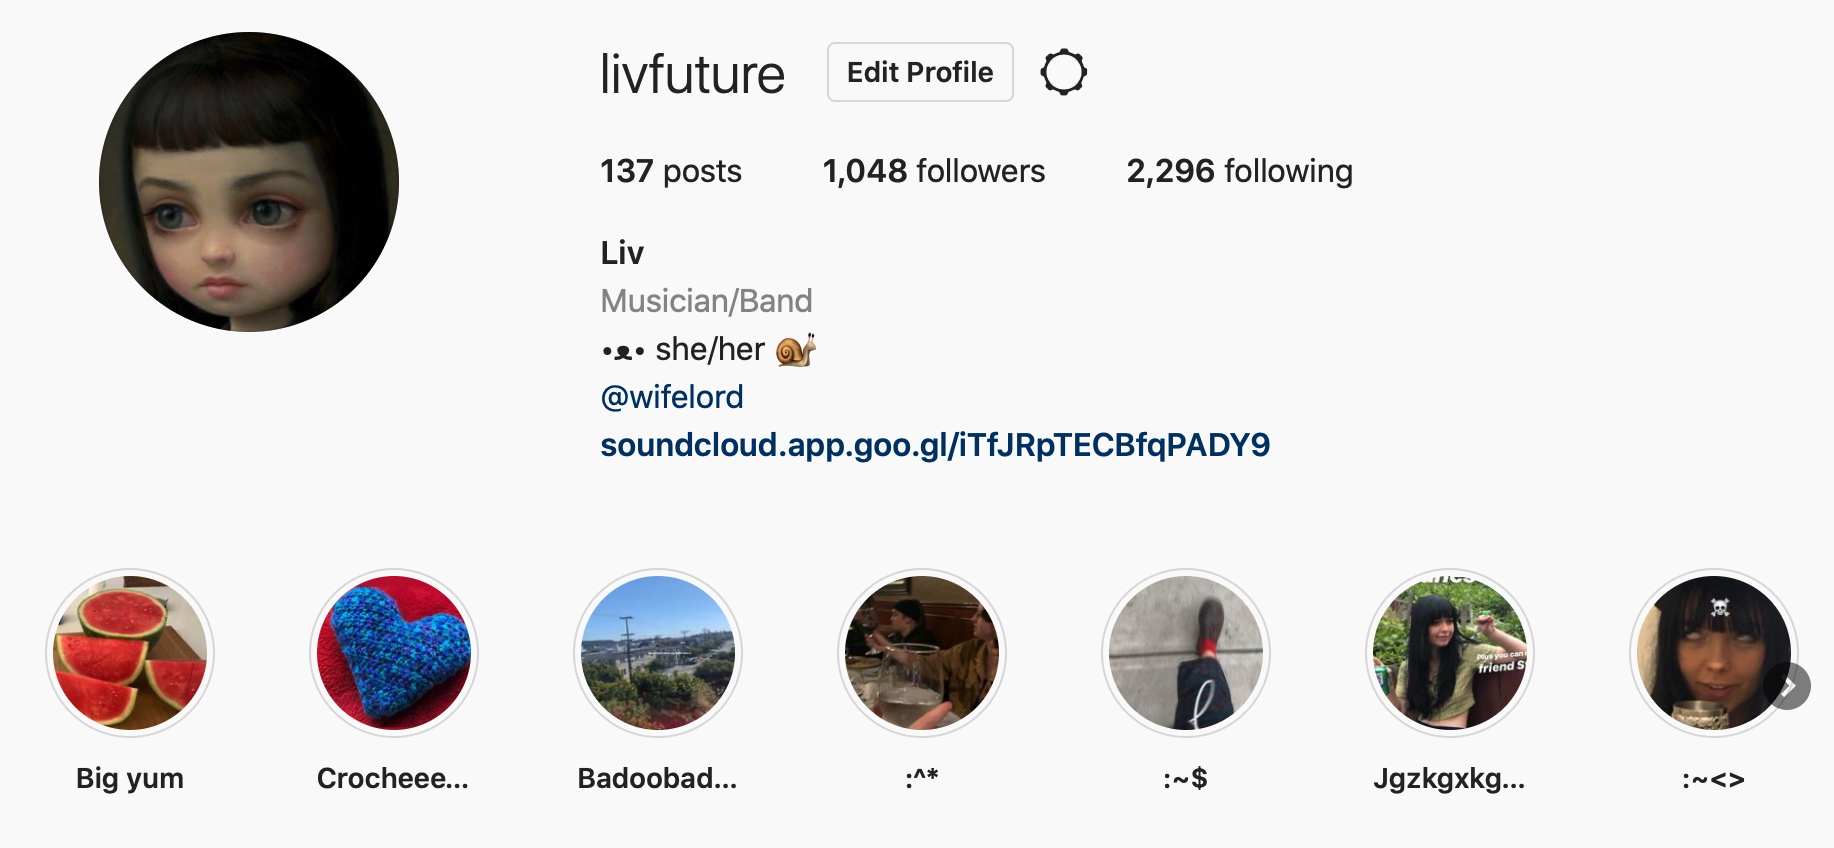 livfuture Edit Profile
137 posts 1,048 followers 2,296 following
Liv
Musician/Band
•ᴥ• she/her 🐌
@wifelord
soundcloud.app.goo.gl/iTfJRpTECBfqPADY9
Plus you can
friend S
Big yum Crocheee... Badoobad... :^* :~$ Jgzkgxkg... :~<>